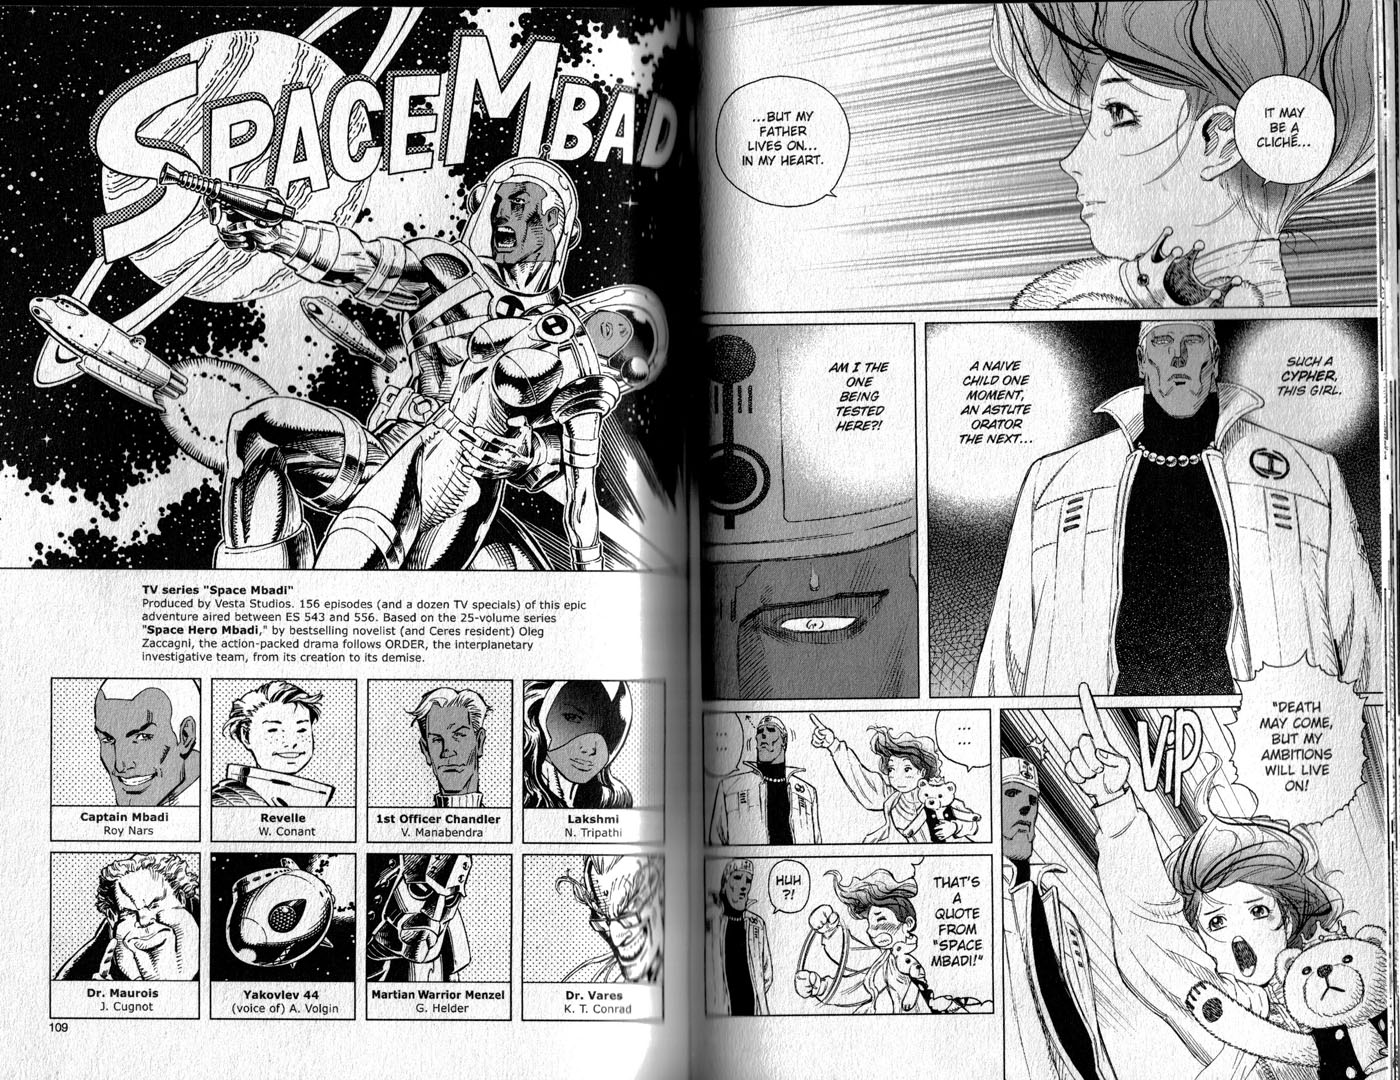 IT MAY
BE A
CLICHÉ...
...BUT MY
FATHER
LIVES ON...
IN MY HEART.
SUCH A
CYPHER,
THIS GIRL.
A NAIVE
CHILD ONE
MOMENT,
AN ASTUTE
ORATOR
THE NEXT...
AM I THE
ONE
BEING
TESTED
HERE?!
"DEATH
MAY COME,
BUT MY
AMBITIONS
WILL LIVE
ON!
VIP
...
...
...
THAT'S
A
QUOTE
FROM
"SPACE
MBADI!"
HUH
?!
SPACE MBAD
TV series "Space Mbadi"
Produced by Vesta Studios. 156 episodes (and a dozen TV specials) of this epic
adventure aired between ES 543 and 556. Based on the 25-volume series
"Space Hero Mbadi," by bestselling novelist (and Ceres resident) Oleg
Zaccagni, the action-packed drama follows ORDER, the interplanetary
investigative team, from its creation to its demise.
Captain Mbadi
Roy Nars
Revelle
W. Conant
1st Officer Chandler
V. Manabendra
Lakshmi
N. Tripathi
Dr. Maurois
J. Cugnot
Yakovlev 44
(voice of) A. Volgin
Martian Warrior Menzel
G. Helder
Dr. Vares
K. T. Conrad
109